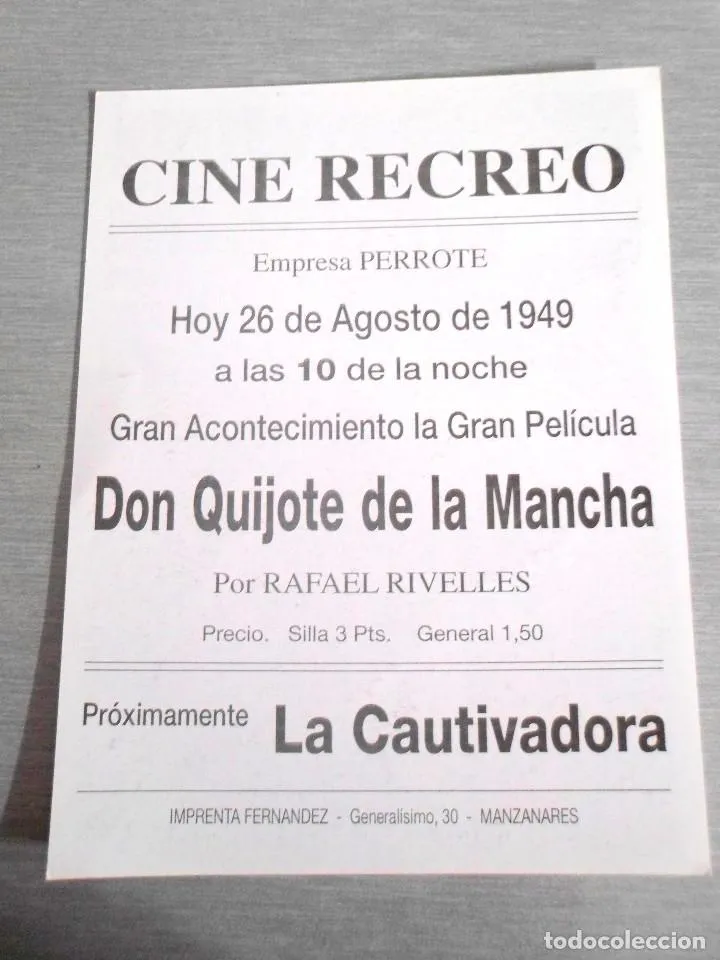 CINE RECREO
Empresa PERROTE
Hoy 26 de Agosto de 1949
a las 10 de la noche
Gran Acontecimiento la Gran Película
Don Quijote de la Mancha
Por RAFAEL RIVELLES
Precio. Silla 3 Pts. General 1,50
Próximamente La Cautivadora
IMPRENTA FERNANDEZ - Generalísimo, 30 - MANZANARES
todocoleccion